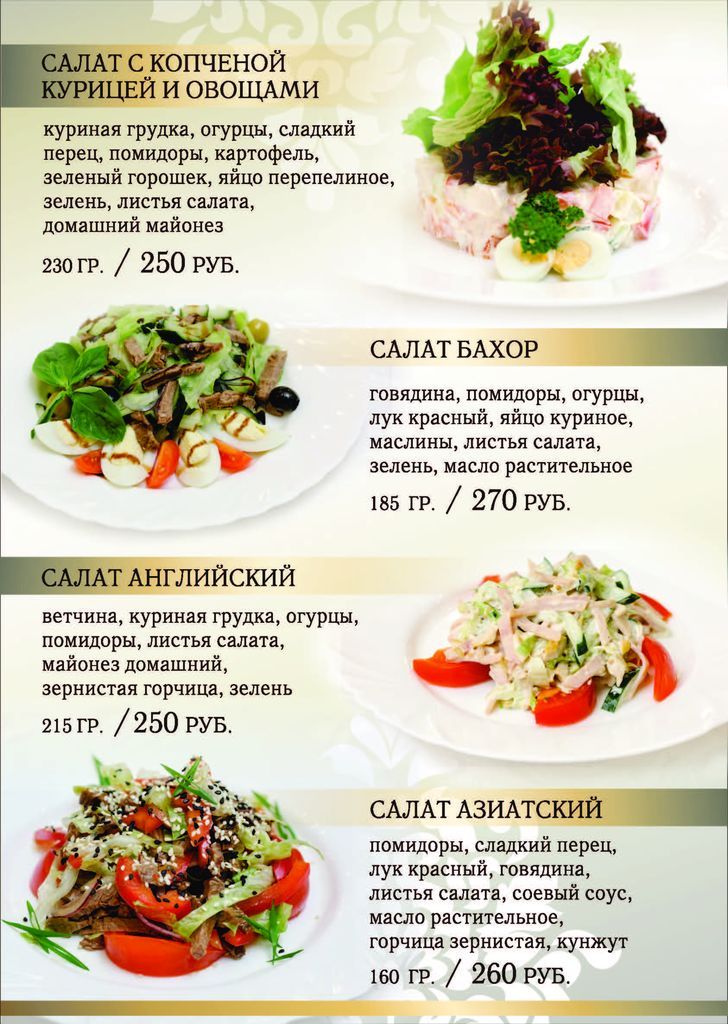 САЛАТ С КОПЧЕНОЙ
КУРИЦЕЙ И ОВОЩАМИ
куриная грудка, огурцы, сладкий
перец, помидоры, картофель,
зеленый горошек, яйцо перепелиное,
зелень, листья салата,
домашний майонез
230 ГР. / 250 РУБ.
САЛАТ БАХОР
говядина, помидоры, огурцы,
лук красный, яйцо куриное,
маслины, листья салата,
зелень, масло растительное
185 ГР. / 270 РУБ.
САЛАТ АНГЛИЙСКИЙ
ветчина, куриная грудка, огурцы,
помидоры, листья салата,
майонез домашний,
зернистая горчица, зелень
215 ГР. / 250 РУБ.
САЛАТ АЗИАТСКИЙ
помидоры, сладкий перец,
лук красный, говядина,
листья салата, соевый соус,
масло растительное,
горчица зернистая, кунжут
160 ГР. / 260 РУБ.